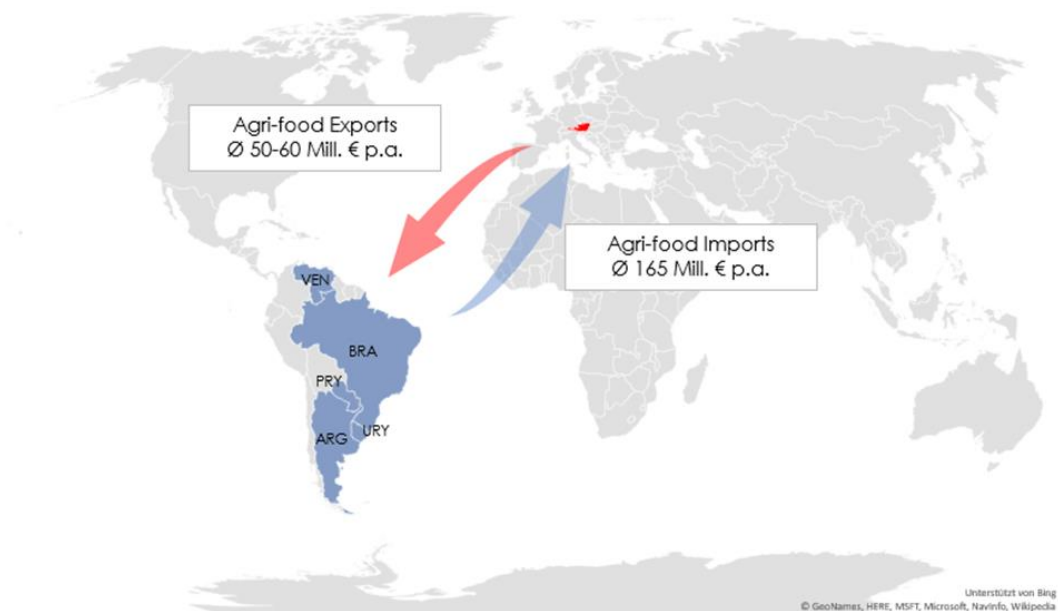 Agri-food Exports
Ø 50-60 Mill. € p.a.
Agri-food Imports
Ø 165 Mill. € p.a.
VEN
BRA
PRY
URY
ARG
Unterstützt von Bing
© GeoNames, HERE, MSFT, Microsoft, NavInfo, Wikipedia